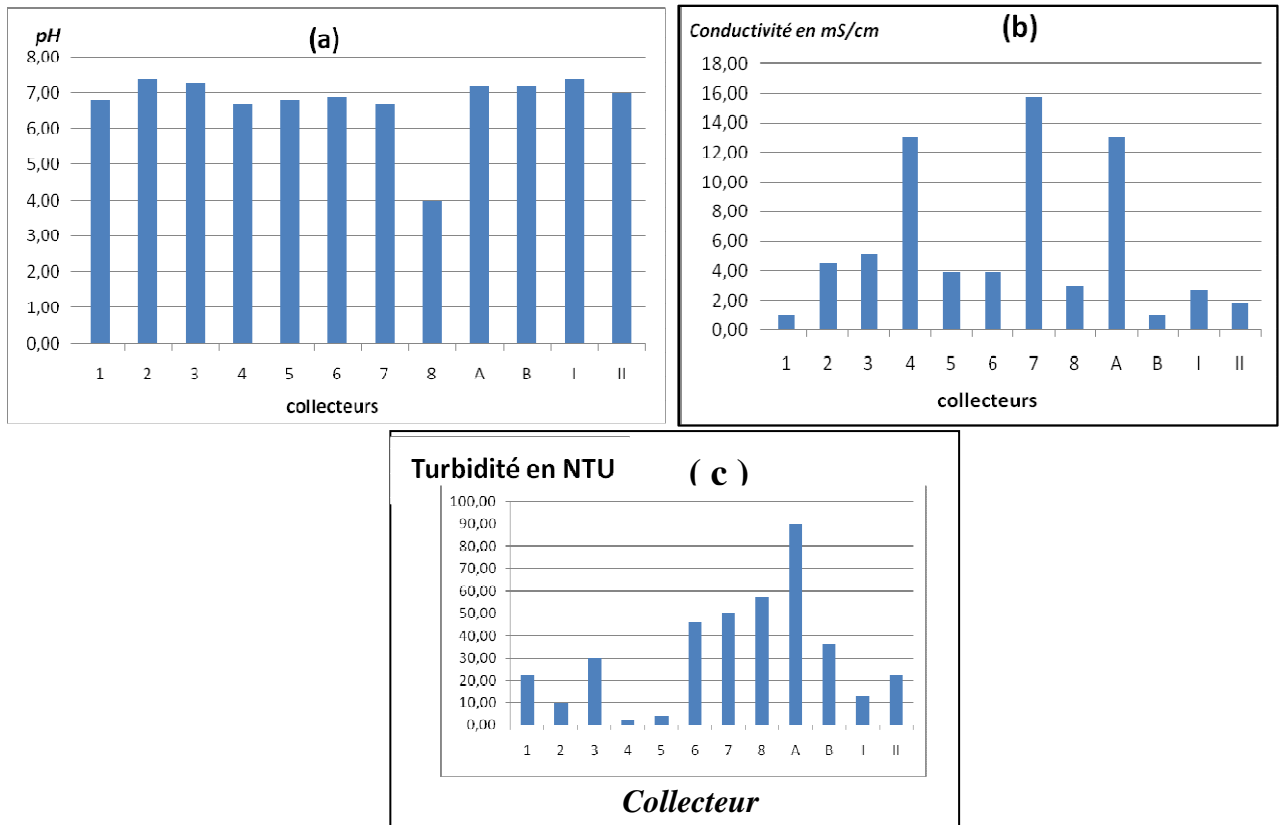 pH
(a)
8,00
7,00
6,00
5,00
4,00
3,00
2,00
1,00
0,00
1 2 3 4 5 6 7 8 A B I II
collecteurs
Conductivité en mS/cm
(b)
18,00
16,00
14,00
12,00
10,00
8,00
6,00
4,00
2,00
0,00
1 2 3 4 5 6 7 8 A B I II
collecteurs
Turbidité en NTU
( c )
100,00
90,00
80,00
70,00
60,00
50,00
40,00
30,00
20,00
10,00
0,00
1 2 3 4 5 6 7 8 A B I II
Collecteur